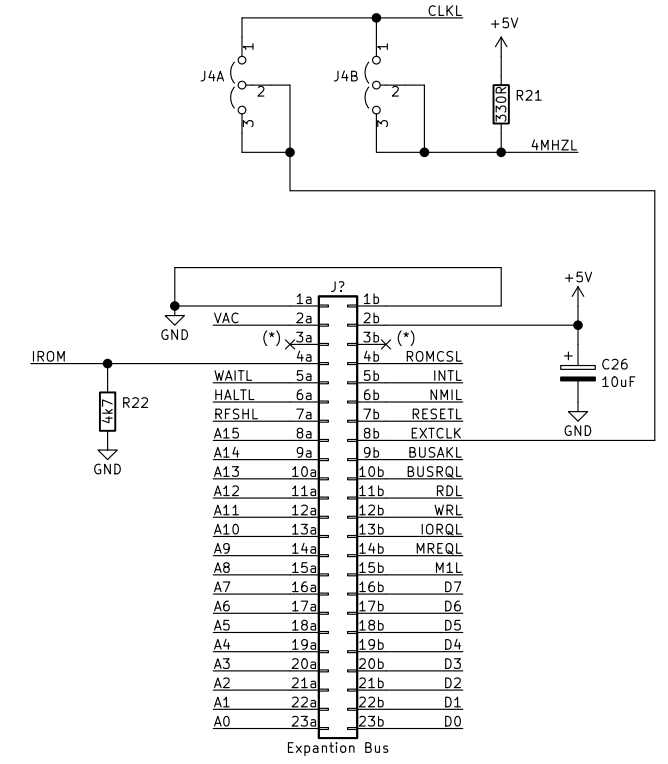 CLKL
+5V
1
1
J4A
J4B
2
2
330R
R21
3
3
4MHZL
+5V
J?
1a 1b
GND
VAC 2a 2b
(*) 3a 3b (*)
IROM 4a 4b ROMCSL
+
C26
10uF
WAITL 5a 5b INTL
HALTL 6a 6b NMIL
4k7
R22
RFSHL 7a 7b RESETL
GND
A15 8a 8b EXTCLK
A14 9a 9b BUSAKL
GND
A13 10a 10b BUSRQL
A12 11a 11b RDL
A11 12a 12b WRL
A10 13a 13b IORQL
A9 14a 14b MREQL
A8 15a 15b M1L
A7 16a 16b D7
A6 17a 17b D6
A5 18a 18b D5
A4 19a 19b D4
A3 20a 20b D3
A2 21a 21b D2
A1 22a 22b D1
A0 23a 23b D0
Expantion Bus